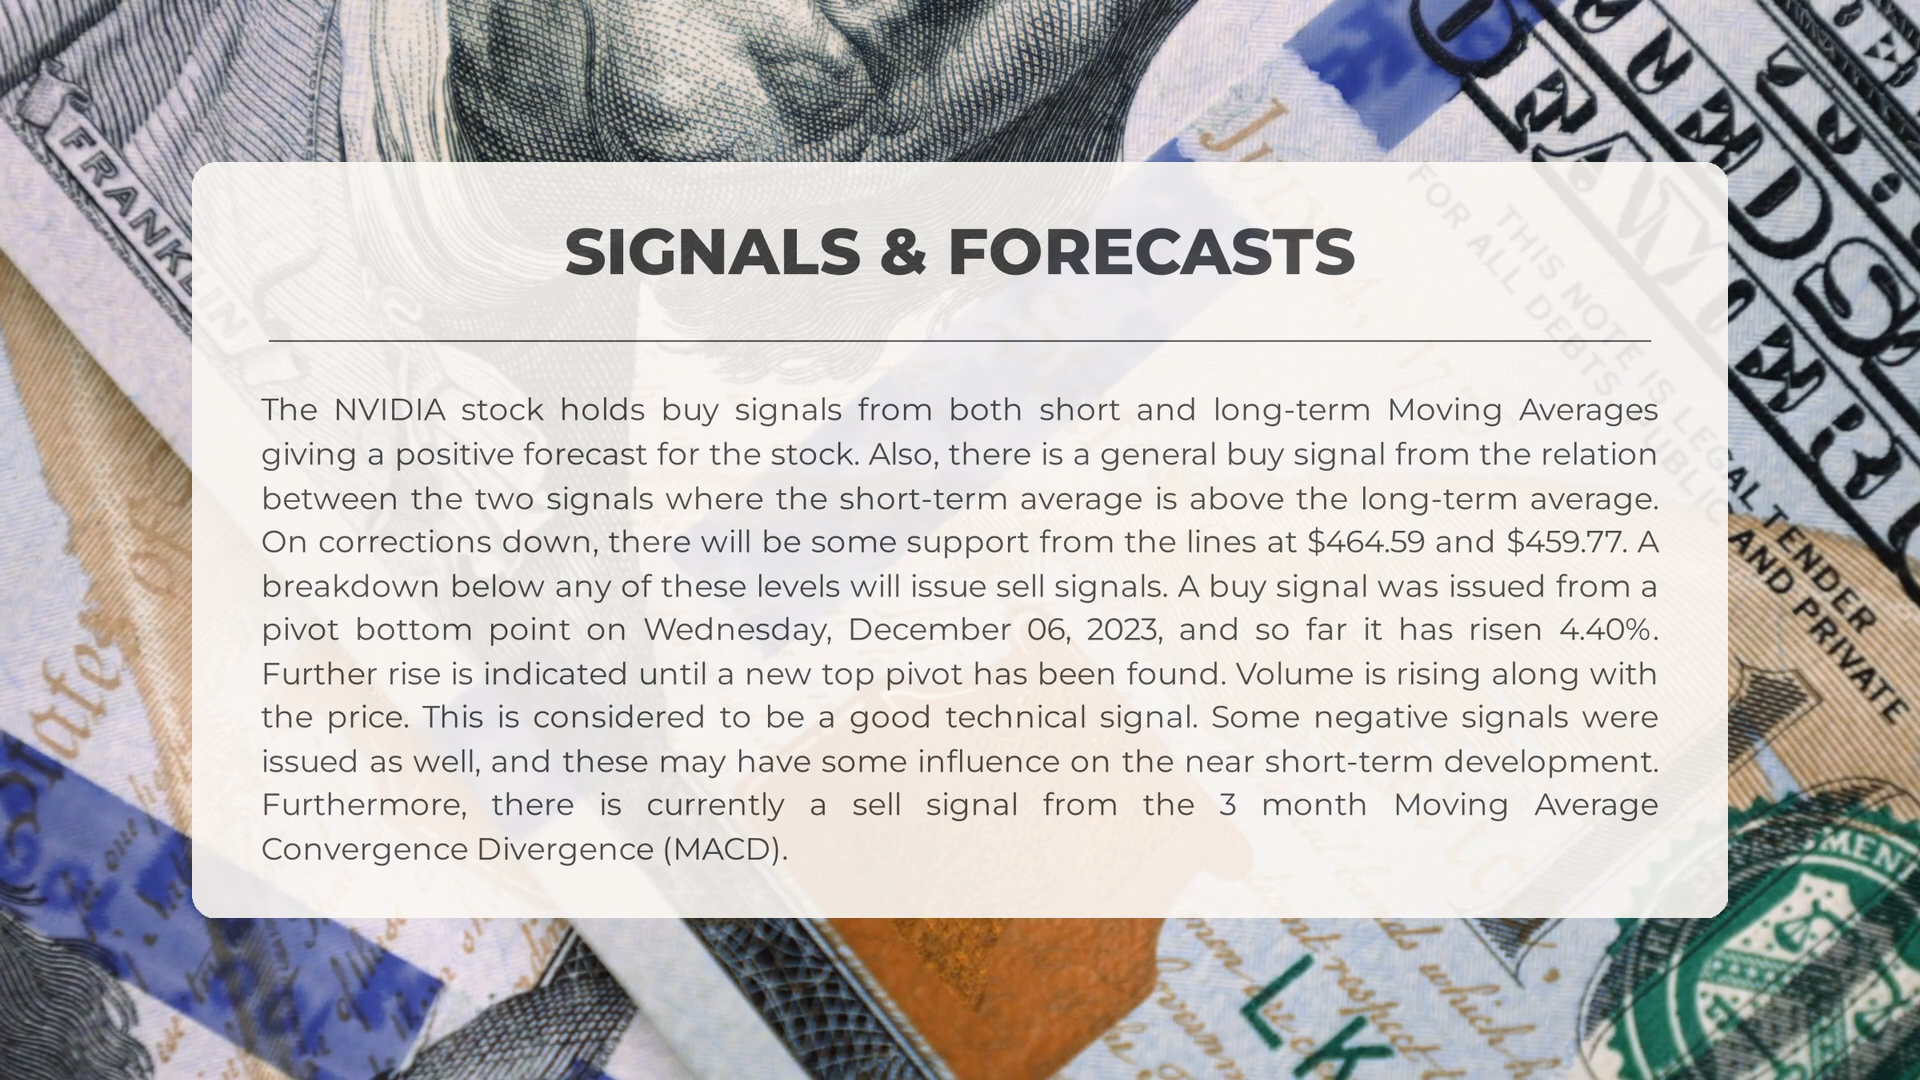 FRANKLIN
SIGNALS & FORECASTS
THIS NOTE IS LEGAL TENDER
FOR ALL DEBTS PUBLIC AND PRIVATE
The NVIDIA stock holds buy signals from both short and long-term Moving Averages
giving a positive forecast for the stock. Also, there is a general buy signal from the relation
between the two signals where the short-term average is above the long-term average.
On corrections down, there will be some support from the lines at $464.59 and $459.77. A
breakdown below any of these levels will issue sell signals. A buy signal was issued from a
pivot bottom point on Wednesday, December 06, 2023, and so far it has risen 4.40%.
Further rise is indicated until a new top pivot has been found. Volume is rising along with
the price. This is considered to be a good technical signal. Some negative signals were
issued as well, and these may have some influence on the near short-term development.
Furthermore, there is currently a sell signal from the 3 month Moving Average
Convergence Divergence (MACD).
L K